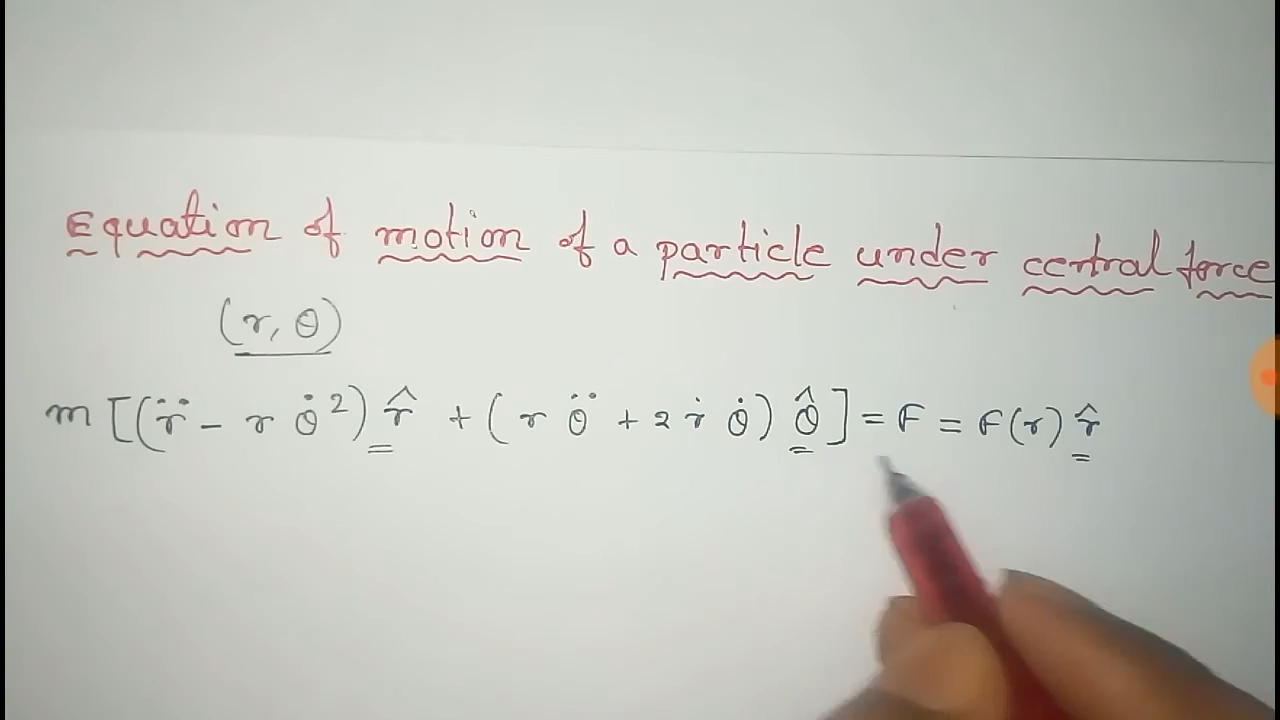 Equation of motion of a particle under central force
(r, θ)
m [(r̈ - r θ̇²) r̂ + (r θ̈ + 2 ṙ θ̇) θ̂] = F = F(r) r̂